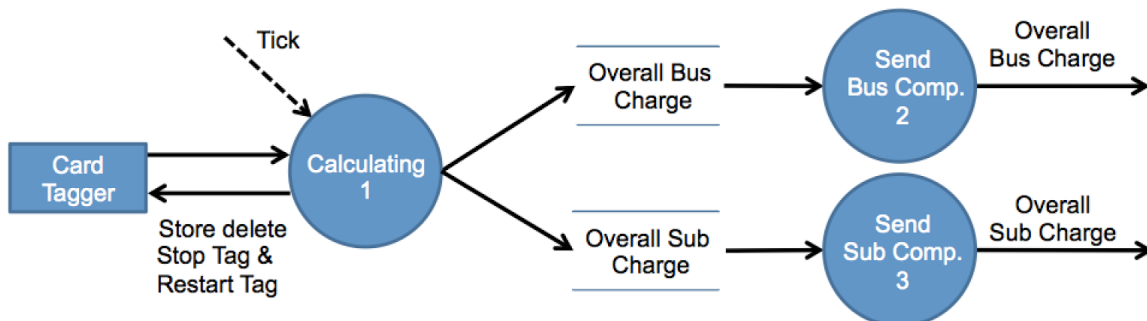 Tick
Card
Tagger
Store delete
Stop Tag &
Restart Tag
Calculating
1
Overall Bus
Charge
Send
Bus Comp.
2
Overall
Bus Charge
Overall Sub
Charge
Send
Sub Comp.
3
Overall
Sub Charge